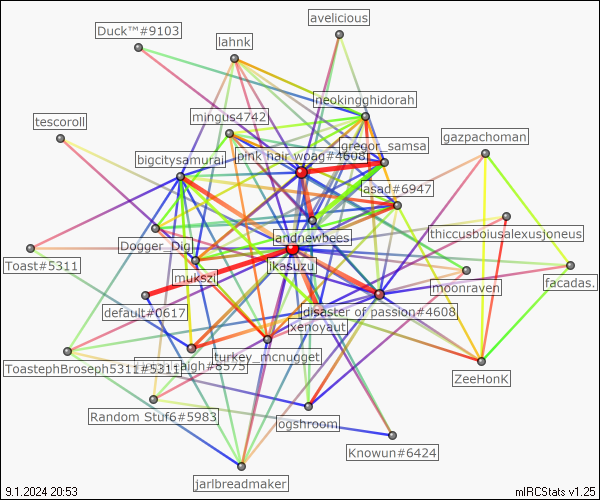 avelicious
Duck™#9103
lahnk
neokingghidorah
mingus4742
tescoroll
gregor_samsa
gazpachoman
pink hair woag#4608
bigcitysamurai
asad#6947
thiccusboiusalexusjoneus
andnewbees
Dogger_Digj
Toast#5311
ikasuzu
mukszi
moonraven
facadas.
default#0617
disaster of passion#4608
xenoyaut
turkey_mcnugget
ToastephBroseph5311#5311
aigh#8575
ZeeHonK
Random Stuf6#5983
ogshroom
Knowun#6424
jarlbreadmaker
9.1.2024 20:53
mIRCStats v1.25